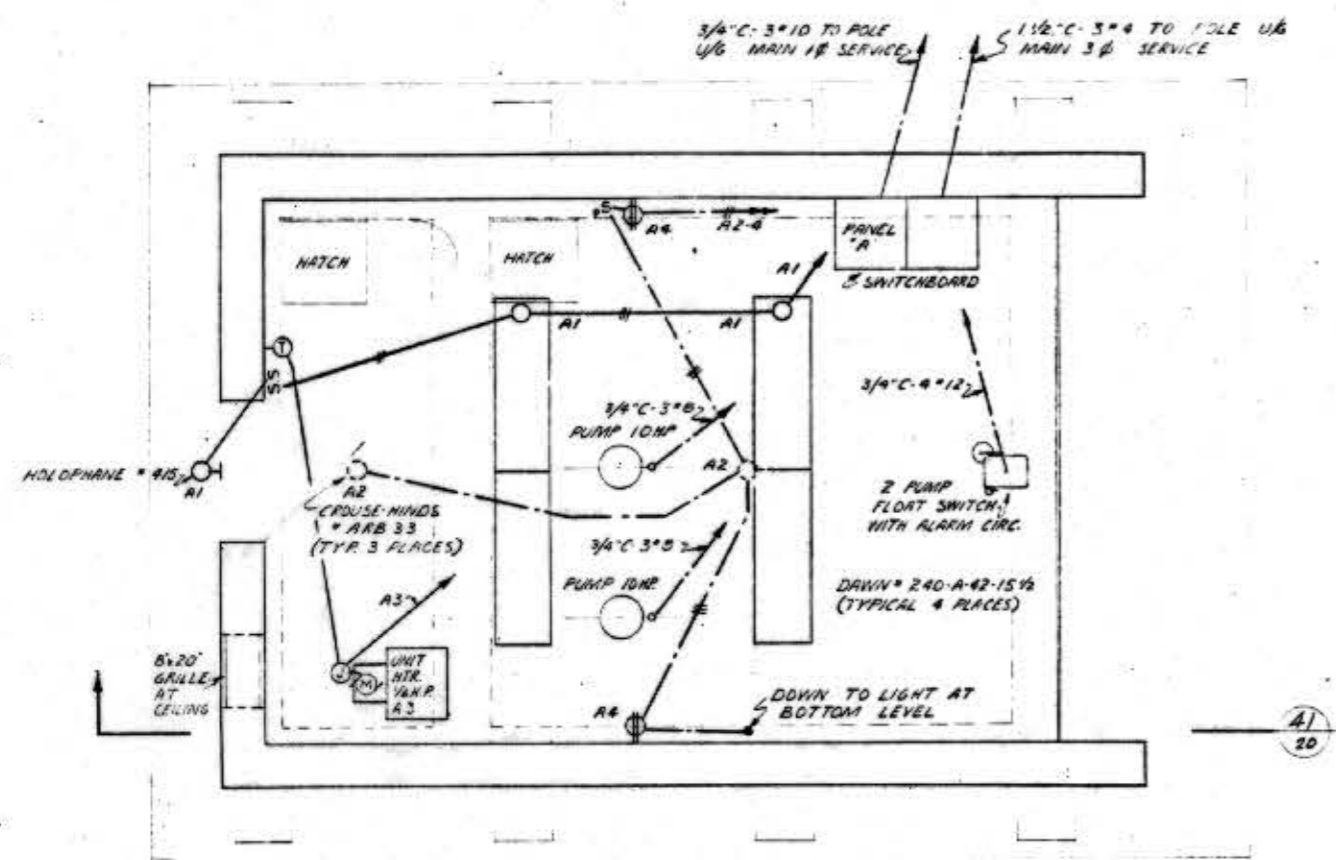 3/4"C-3#10 TO POLE
U/G MAIN 1Ø SERVICE
1 1/2"C-3#4 TO POLE U/G
MAIN 3Ø SERVICE
S
A4
A2-4
PANEL
"A"
SWITCHBOARD
HATCH
HATCH
A1
A1
A1
T
SS
3/4"C-4#12
3/4"C-3#8
PUMP 10HP
HOLOPHANE #415
A1
A2
CROUSE-HINDS
#ARB 33
(TYP. 3 PLACES)
A2
2 PUMP
FLOAT SWITCH
WITH ALARM CIRC.
3/4"C-3#8
PUMP 10HP.
DAWN# 240-A-42-15 1/2
(TYPICAL 4 PLACES)
A3
8"x20"
GRILLE
AT
CEILING
J
M
UNIT
HTR.
H.P.
A3
A4
DOWN TO LIGHT AT
BOTTOM LEVEL
41
20